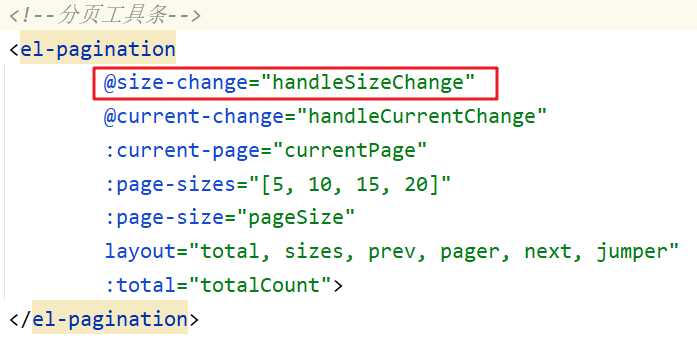 <!--分页工具条-->
<el-pagination
@size-change="handleSizeChange"
@current-change="handleCurrentChange"
:current-page="currentPage"
:page-sizes="[5, 10, 15, 20]"
:page-size="pageSize"
layout="total, sizes, prev, pager, next, jumper"
:total="totalCount">
</el-pagination>